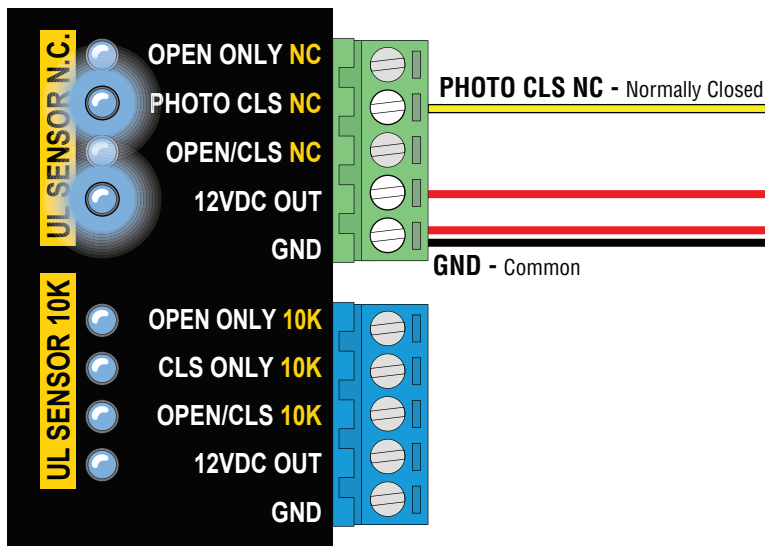 UL SENSOR N.C.
OPEN ONLY NC
PHOTO CLS NC
OPEN/CLS NC
12VDC OUT
GND
PHOTO CLS NC - Normally Closed
GND - Common
UL SENSOR 10K
OPEN ONLY 10K
CLS ONLY 10K
OPEN/CLS 10K
12VDC OUT
GND